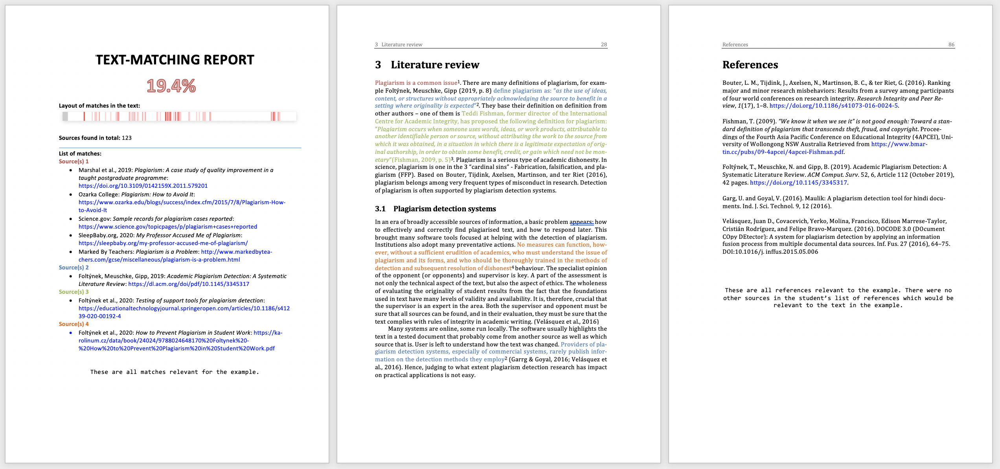 TEXT-MATCHING REPORT
19.4%
Layout of matches in the text:
Sources found in total: 123
List of matches:
Source(s) 1
• Marshal et al., 2019: Plagiarism: A case study of quality improvement in a
taught postgraduate programme:
https://doi.org/10.3109/0142159X.2011.579201
• Ozarka College: Plagiarism: How to Avoid It:
https://www.ozarka.edu/blogs/success/index.cfm/2015/7/8/Plagiarism-How-
to-Avoid-It
• Science.gov: Sample records for plagiarism cases reported:
https://www.science.gov/topicpages/p/plagiarism+cases+reported
• SleepBaby.org, 2020: My Professor Accused Me of Plagiarism:
https://sleepbaby.org/my-professor-accused-me-of-plagiarism/
• Marked By Teachers: Plagiarism is a Problem: http://www.markedbytea-
chers.com/gcse/miscellaneous/plagiarism-is-a-problem.html
Source(s) 2
• Foltýnek, Meuschke, Gipp, 2019: Academic Plagiarism Detection: A Systematic
Literature Review: https://dl.acm.org/doi/pdf/10.1145/3345317
Source(s) 3
• Foltýnek et al., 2020: Testing of support tools for plagiarism detection:
https://educationaltechnologyjournal.springeropen.com/articles/10.1186/s412
39-020-00192-4
Source(s) 4
• Foltýnek et al., 2020: How to Prevent Plagiarism in Student Work: https://ka-
rolinum.cz/data/book/24024/9788024648170%20Foltynek%20-
%20How%20to%20Prevent%20Plagiarism%20in%20Student%20Work.pdf
These are all matches relevant for the example.
3 Literature review 28
3 Literature review
Plagiarism is a common issue¹. There are many definitions of plagiarism, for exam-
ple Foltýnek, Meuschke, Gipp (2019, p. 8) define plagiarism as: “as the use of ideas,
content, or structures without appropriately acknowledging the source to benefit in a
setting where originality is expected”². They base their definition on definition from
other authors – one of them is Teddi Fishman, former director of the International
Centre for Academic Integrity, has proposed the following definition for plagiarism:
“Plagiarism occurs when someone uses words, ideas, or work products, attributable to
another identifiable person or source, without attributing the work to the source from
which it was obtained, in a situation in which there is a legitimate expectation of orig-
inal authorship, in order to obtain some benefit, credit, or gain which need not be mon-
etary“(Fishman, 2009, p. 5)³. Plagiarism is a serious type of academic dishonesty. In
science, plagiarism is one in the 3 “cardinal sins” - Fabrication, falsification, and pla-
giarism (FFP). Based on Bouter, Tijdink, Axelsen, Martinson, and ter Riet (2016),
plagiarism belongs among very frequent types of misconduct in research. Detection
of plagiarism is often supported by plagiarism detection systems.
3.1 Plagiarism detection systems
In an era of broadly accessible sources of information, a basic problem appears: how
to effectively and correctly find plagiarised text, and how to respond later. This
brought many software tools focused at helping with the detection of plagiarism.
Institutions also adopt many preventative actions. No measures can function, how-
ever, without a sufficient erudition of academics, who must understand the issue of
plagiarism and its forms, and who should be thoroughly trained in the methods of
detection and subsequent resolution of dishonest⁴ behaviour. The specialist opinion
of the opponent (or opponents) and supervisor is key. A part of the assessment is
not only the technical aspect of the text, but also the aspect of ethics. The wholeness
of evaluating the originality of student results from the fact that the foundations
used in text have many levels of validity and availability. It is, therefore, crucial that
the supervisor is an expert in the area. Both the supervisor and opponent must be
sure that all sources can be found, and in their evaluation, they must be sure that the
text complies with rules of integrity in academic writing. (Velásquez et al., 2016)
Many systems are online, some run locally. The software usually highlights the
text in a tested document that probably come from another source as well as which
source that is. User is left to understand how the text was changed. Providers of pla-
giarism detection systems, especially of commercial systems, rarely publish infor-
mation on the detection methods they employ² (Garrg & Goyal, 2016; Velásquez et
al., 2016). Hence, judging to what extent plagiarism detection research has impact
on practical applications is not easy.
References 86
References
Bouter, L. M., Tijdink, J., Axelsen, N., Martinson, B. C., & ter Riet, G. (2016). Ranking
major and minor research misbehaviors: Results from a survey among participants
of four world conferences on research integrity. Research Integrity and Peer Re-
view, 1(17), 1–8. https://doi.org/10.1186/s41073-016-0024-5.
Fishman, T. (2009). “We know it when we see it” is not good enough: Toward a stan-
dard definition of plagiarism that transcends theft, fraud, and copyright. Procee-
dings of the Fourth Asia Pacific Conference on Educational Integrity (4APCEI), Uni-
versity of Wollongong NSW Australia Retrieved from https://www.bmar-
tin.cc/pubs/09-4apcei/4apcei-Fishman.pdf.
Foltýnek, T., Meuschke, N. and Gipp, B. (2019). Academic Plagiarism Detection: A
Systematic Literature Review. ACM Comput. Surv. 52, 6, Article 112 (October 2019),
42 pages. https://doi.org/10.1145/3345317.
Garg, U. and Goyal, V. (2016). Maulik: A plagiarism detection tool for hindi docu-
ments. Ind. J. Sci. Technol. 9, 12 (2016).
Velásquez, Juan D., Covacevich, Yerko, Molina, Francisco, Edison Marrese-Taylor,
Cristián Rodríguez, and Felipe Bravo-Marquez. (2016). DOCODE 3.0 (DOcument
COpy DEtector): A system for plagiarism detection by applying an information
fusion process from multiple documental data sources. Inf. Fus. 27 (2016), 64–75.
DOI:10.1016/j. inffus.2015.05.006
These are all references relevant to the example. There were no
other sources in the student’s list of references which would be
relevant to the text in the example.